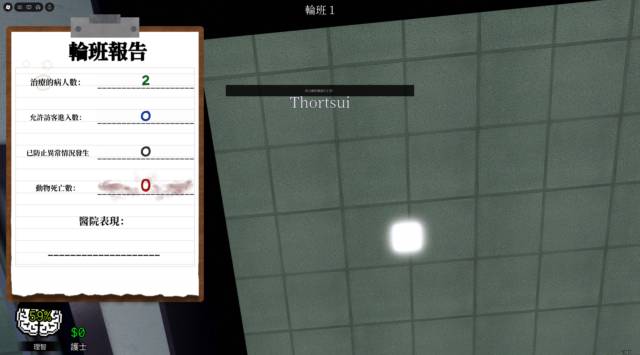 輪班 1
輪班報告
治療的病人數: 2
允許訪客進入數: 0
已防止異常情況發生 0
動物死亡數: 0
醫院表現:
Thortsui
59%
理智
$0
護士